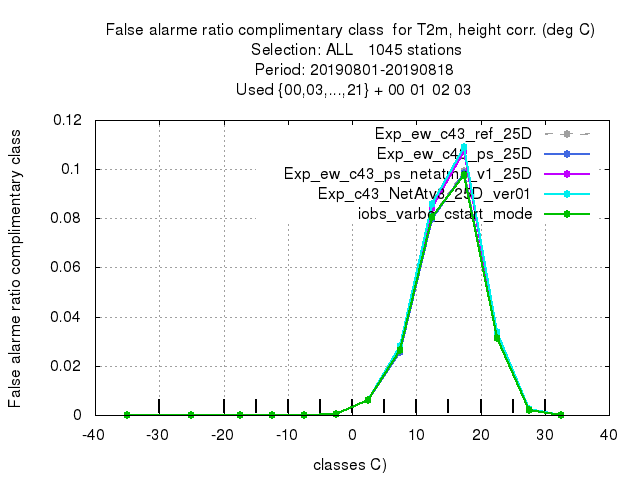 False alarme ratio complimentary class  for T2m, height corr. (deg C)
Selection: ALL   1045 stations
Period: 20190801-20190818
Used {00,03,...,21} + 00 01 02 03
False alarme ratio complimentary class
0.12
0.1
0.08
0.06
0.04
0.02
0
Exp_ew_c43_ref_25D
Exp_ew_c43_ps_25D
v1_25D
iobs_varbc_cstart_mode
-40 -30 -20 -10 0 10 20 30 40
classes C)